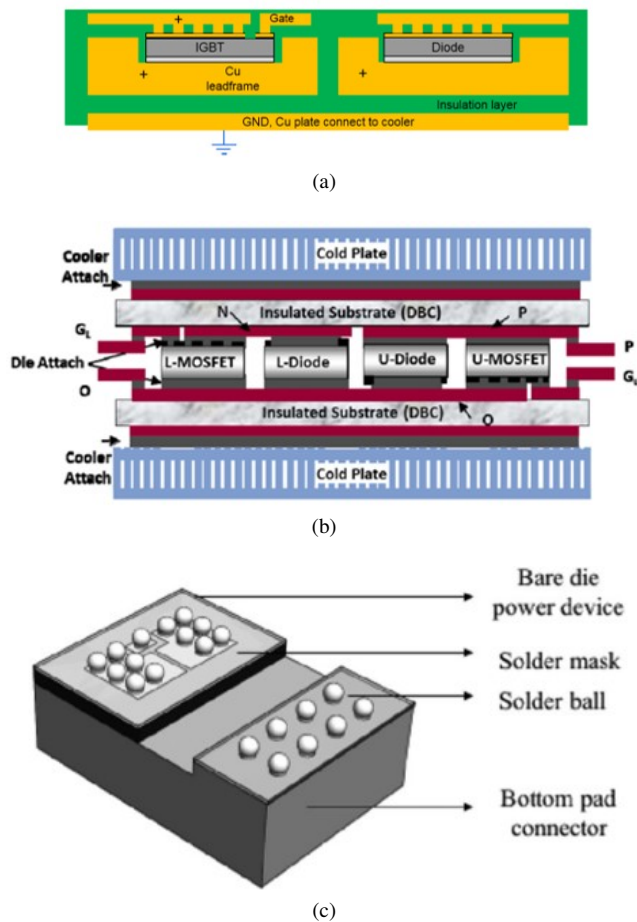 +
Gate
IGBT
Diode
+
Cu
leadframe
+
Insulation layer
GND, Cu plate connect to cooler
(a)
Cooler
Attach
Cold Plate
N
Insulated Substrate (DBC)
P
G_L
Die Attach
L-MOSFET
L-Diode
U-Diode
U-MOSFET
P
O
G_u
Insulated Substrate (DBC)
O
Cooler
Attach
Cold Plate
(b)
Bare die
power device
Solder mask
Solder ball
Bottom pad
connector
(c)